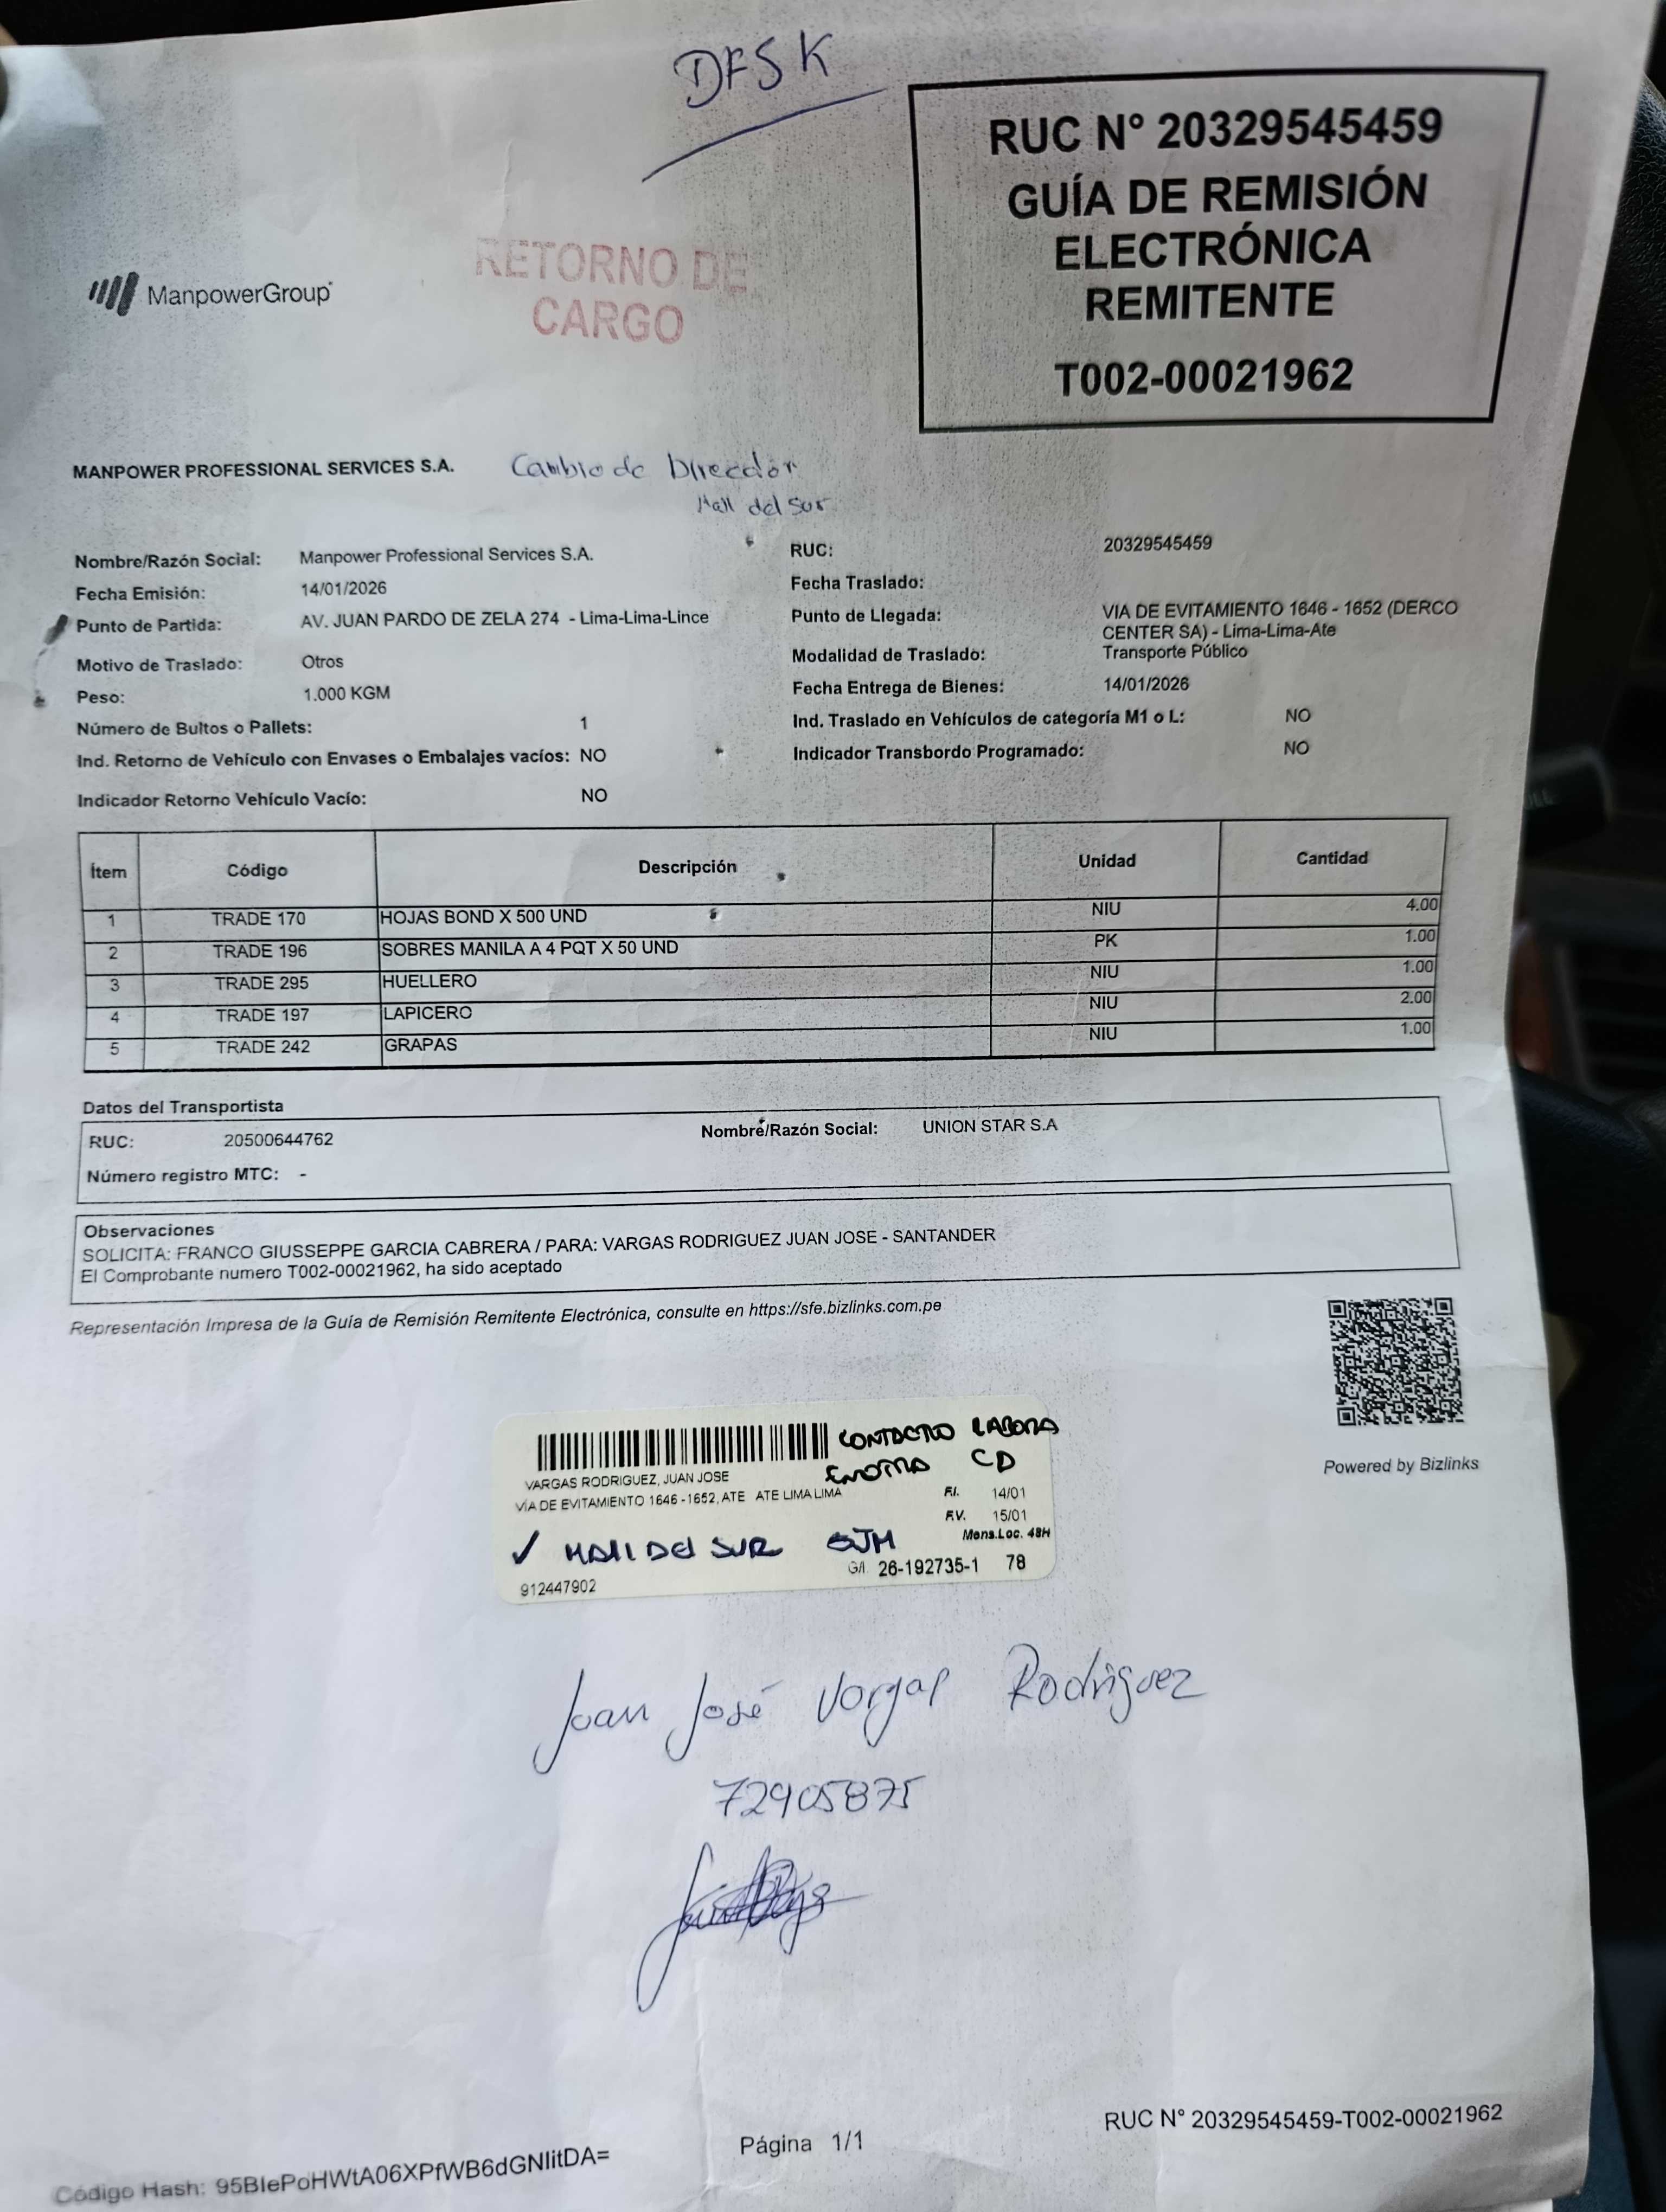 DFSK
RUC N° 20329545459
GUÍA DE REMISIÓN
ELECTRÓNICA
REMITENTE
T002-00021962
ManpowerGroup
RETORNO DE
CARGO
MANPOWER PROFESSIONAL SERVICES S.A.
Cambio de Direcdór
Mall del Sur
Nombre/Razón Social: Manpower Professional Services S.A.
RUC: 20329545459
Fecha Emisión: 14/01/2026
Fecha Traslado:
Punto de Partida: AV. JUAN PARDO DE ZELA 274 - Lima-Lima-Lince
Punto de Llegada: VIA DE EVITAMIENTO 1646 - 1652 (DERCO
CENTER SA) - Lima-Lima-Ate
Motivo de Traslado: Otros
Modalidad de Traslado: Transporte Público
Peso: 1.000 KGM
Fecha Entrega de Bienes: 14/01/2026
Número de Bultos o Pallets: 1
Ind. Traslado en Vehículos de categoría M1 o L: NO
Ind. Retorno de Vehículo con Envases o Embalajes vacíos: NO
Indicador Transbordo Programado: NO
Indicador Retorno Vehículo Vacío: NO
Ítem Código Descripción Unidad Cantidad
1 TRADE 170 HOJAS BOND X 500 UND NIU 4.00
2 TRADE 196 SOBRES MANILA A 4 PQT X 50 UND PK 1.00
3 TRADE 295 HUELLERO NIU 1.00
4 TRADE 197 LAPICERO NIU 2.00
5 TRADE 242 GRAPAS NIU 1.00
Datos del Transportista
RUC: 20500644762 Nombre/Razón Social: UNION STAR S.A
Número registro MTC: -
Observaciones
SOLICITA: FRANCO GIUSSEPPE GARCIA CABRERA / PARA: VARGAS RODRIGUEZ JUAN JOSE - SANTANDER
El Comprobante numero T002-00021962, ha sido aceptado
Representación Impresa de la Guía de Remisión Remitente Electrónica, consulte en https://sfe.bizlinks.com.pe
Powered by Bizlinks
CONTACTO LABORA
CD
VARGAS RODRIGUEZ, JUAN JOSE
VIA DE EVITAMIENTO 1646 -1652, ATE ATE LIMA LIMA
F.I. 14/01
F.V. 15/01
Mens.Loc. 48H
✓ MALL DEL SUR SJM
G/I. 26-192735-1 78
912447902
Juan José Vargas Rodriguez
72905875
Página 1/1
RUC N° 20329545459-T002-00021962
Código Hash: 95BIePoHWtA06XPfWB6dGNIitDA=